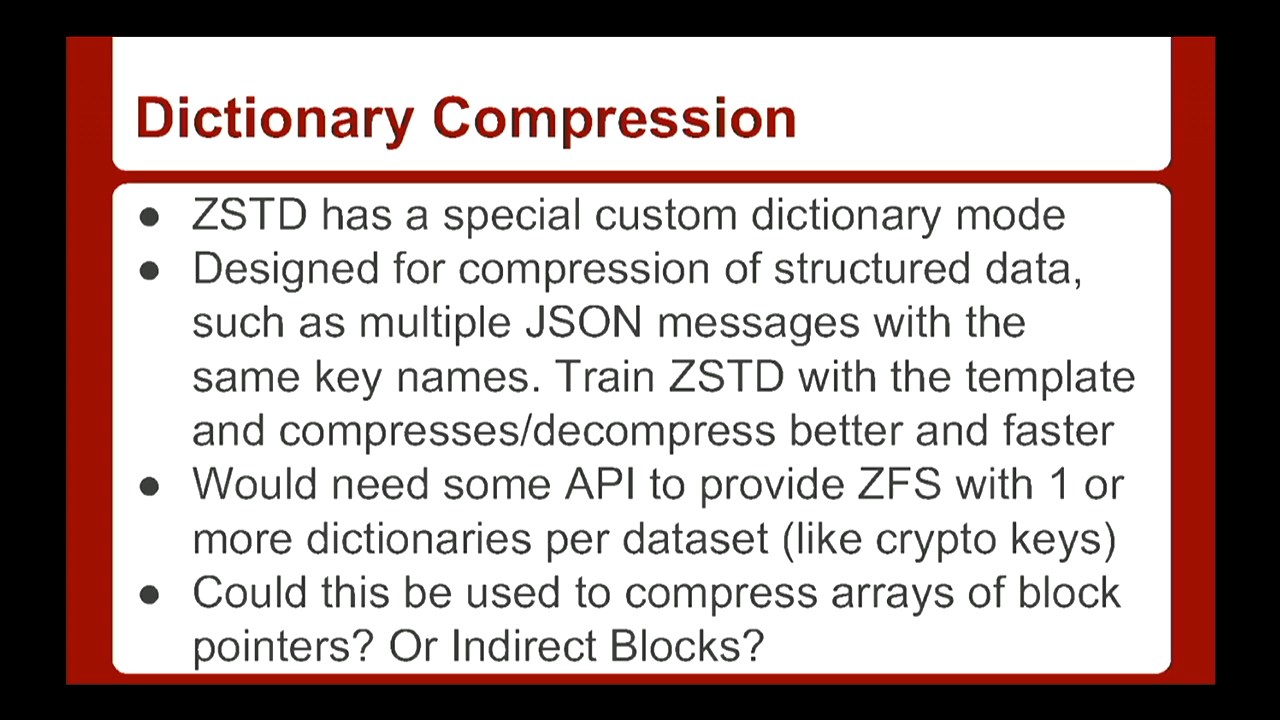 Dictionary Compression
● ZSTD has a special custom dictionary mode
● Designed for compression of structured data,
such as multiple JSON messages with the
same key names. Train ZSTD with the template
and compresses/decompress better and faster
● Would need some API to provide ZFS with 1 or
more dictionaries per dataset (like crypto keys)
● Could this be used to compress arrays of block
pointers? Or Indirect Blocks?